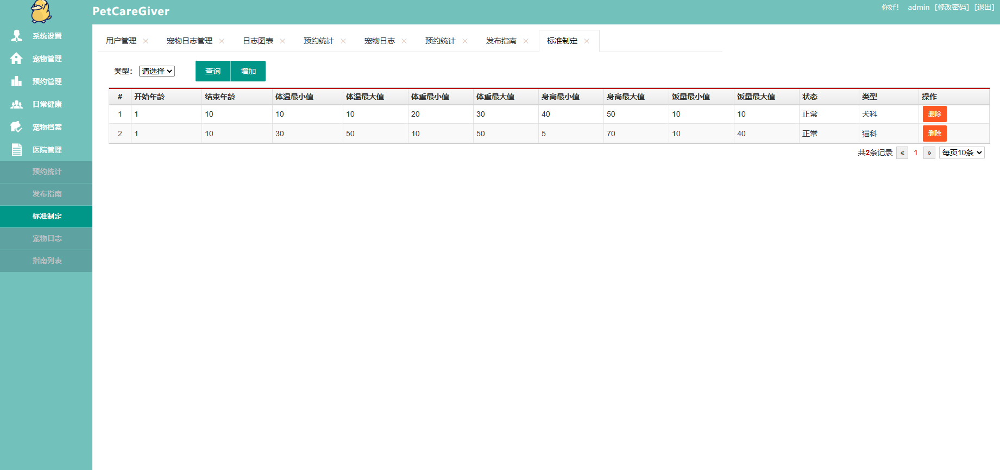 PetCareGiver
你好! admin [修改密码] [退出]
系统设置
宠物管理
预约管理
日常健康
宠物档案
医院管理
预约统计
发布指南
标准制定
宠物日志
指南列表
用户管理 × 宠物日志管理 × 日志图表 × 预约统计 × 宠物日志 × 预约统计 × 发布指南 × 标准制定 ×
类型: 请选择 查询 增加
# 开始年龄 结束年龄 体温最小值 体温最大值 体重最小值 体重最大值 身高最小值 身高最大值 饭量最小值 饭量最大值 状态 类型 操作
1 1 10 10 10 20 30 40 50 10 10 正常 犬科 删除
2 1 10 30 50 10 50 5 70 10 40 正常 猫科 删除
共2条记录 « 1 » 每页10条